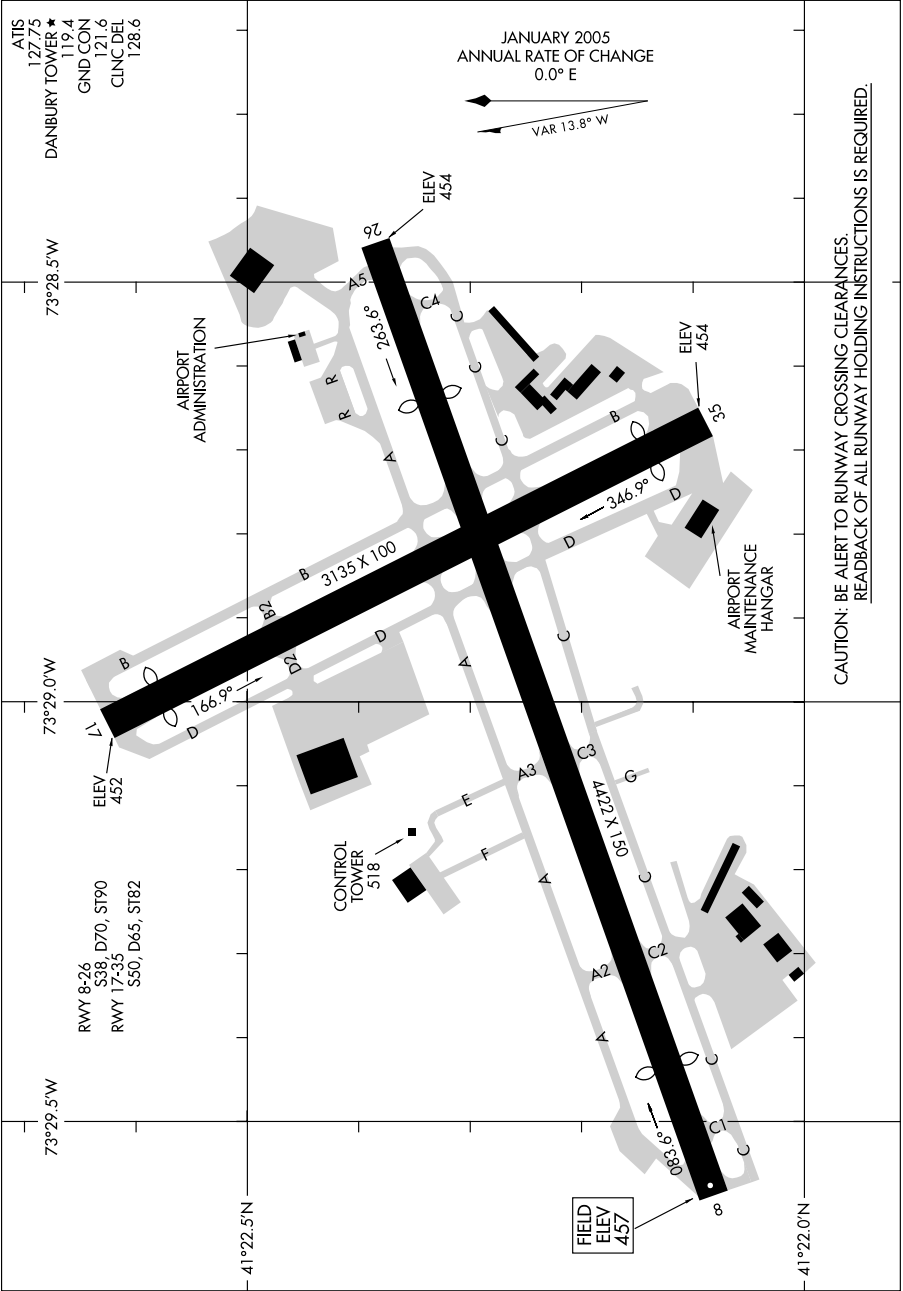 ATIS
127.75
DANBURY TOWER ★
119.4
GND CON
121.6
CLNC DEL
128.6
JANUARY 2005
ANNUAL RATE OF CHANGE
0.0° E
VAR 13.8° W
73°28.5'W
73°29.0'W
73°29.5'W
41°22.5'N
41°22.0'N
AIRPORT
ADMINISTRATION
ELEV
454
26
A5
263.6°
C4
C
C
C
R
R
A
ELEV
454
35
B
346.9°
D
D
AIRPORT
MAINTENANCE
HANGAR
3135 X 100
B
B2
B
D2
D
D
166.9°
17
ELEV
452
A
C
A3
C3
G
E
F
CONTROL
TOWER
518
4422 X 150
A
C
A2
C2
A
C
C1
C
083.6°
8
FIELD
ELEV
457
RWY 8-26
S38, D70, ST90
RWY 17-35
S50, D65, ST82
CAUTION: BE ALERT TO RUNWAY CROSSING CLEARANCES.
READBACK OF ALL RUNWAY HOLDING INSTRUCTIONS IS REQUIRED.